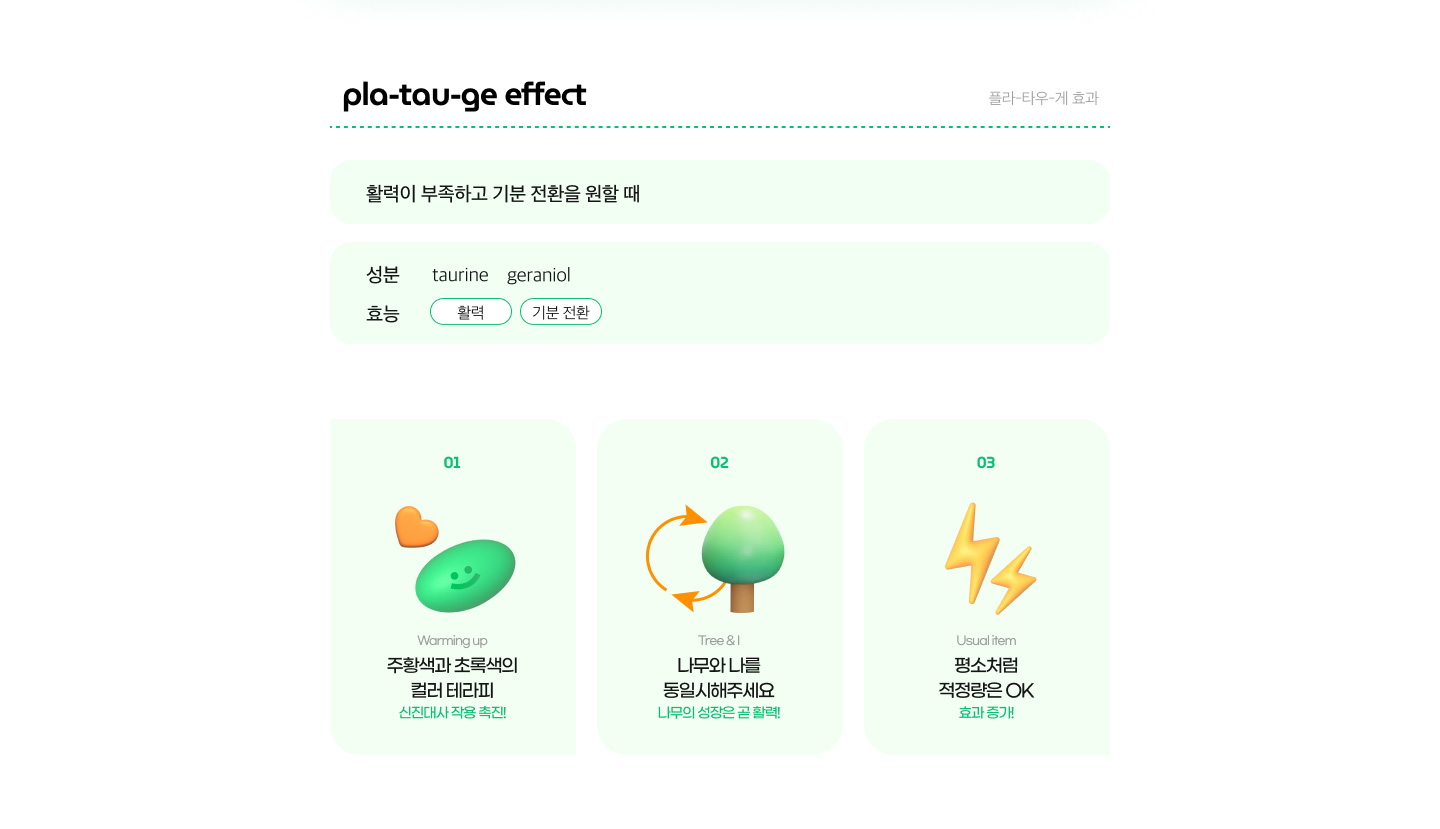 pla-tau-ge effect
플라-타우-게 효과
활력이 부족하고 기분 전환을 원할 때
성분 taurine geraniol
효능 활력 기분 전환
01
Warming up
주황색과 초록색의
컬러 테라피
신진대사 작용 촉진!
02
Tree & I
나무와 나를
동일시해주세요
나무의 성장은 곧 활력!
03
Usual item
평소처럼
적정량은 OK
효과 증가!